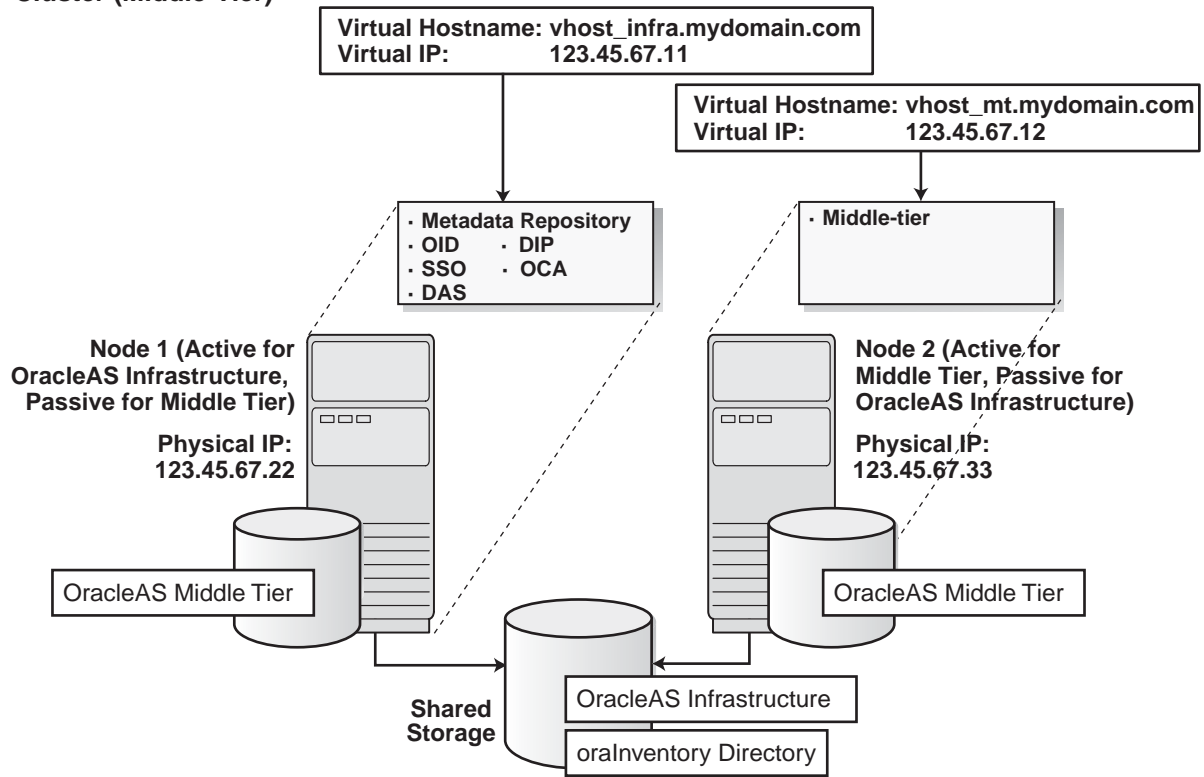 Cluster (Middle Tier)
Virtual Hostname: vhost_infra.mydomain.com
Virtual IP: 123.45.67.11
Virtual Hostname: vhost_mt.mydomain.com
Virtual IP: 123.45.67.12
· Metadata Repository
· OID · DIP
· SSO · OCA
· DAS
· Middle-tier
Node 1 (Active for
OracleAS Infrastructure,
Passive for Middle Tier)
Physical IP:
123.45.67.22
Node 2 (Active for
Middle Tier, Passive for
OracleAS Infrastructure)
Physical IP:
123.45.67.33
OracleAS Middle Tier
OracleAS Middle Tier
Shared
Storage
OracleAS Infrastructure
oraInventory Directory